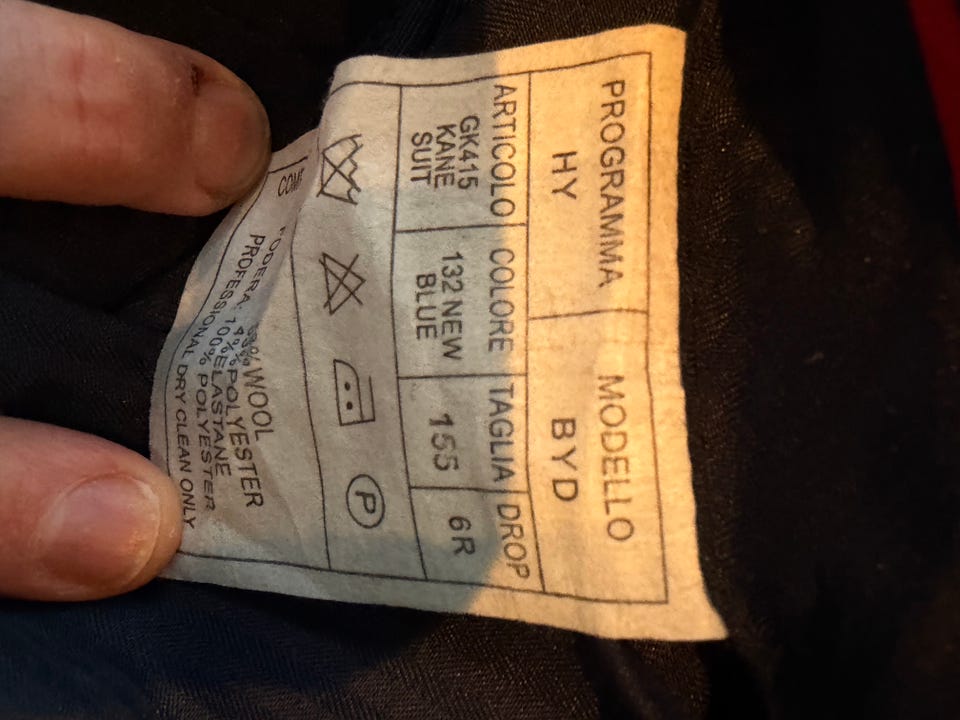 PROGRAMMA MODELLO
HY BYD
ARTICOLO COLORE TAGLIA DROP
GK415 132 NEW 155 6R
KANE BLUE
SUIT
P
COMP
WOOL
POLYESTER
ELASTANE
FODERA: 100% POLYESTER
PROFESSIONAL DRY CLEAN ONLY